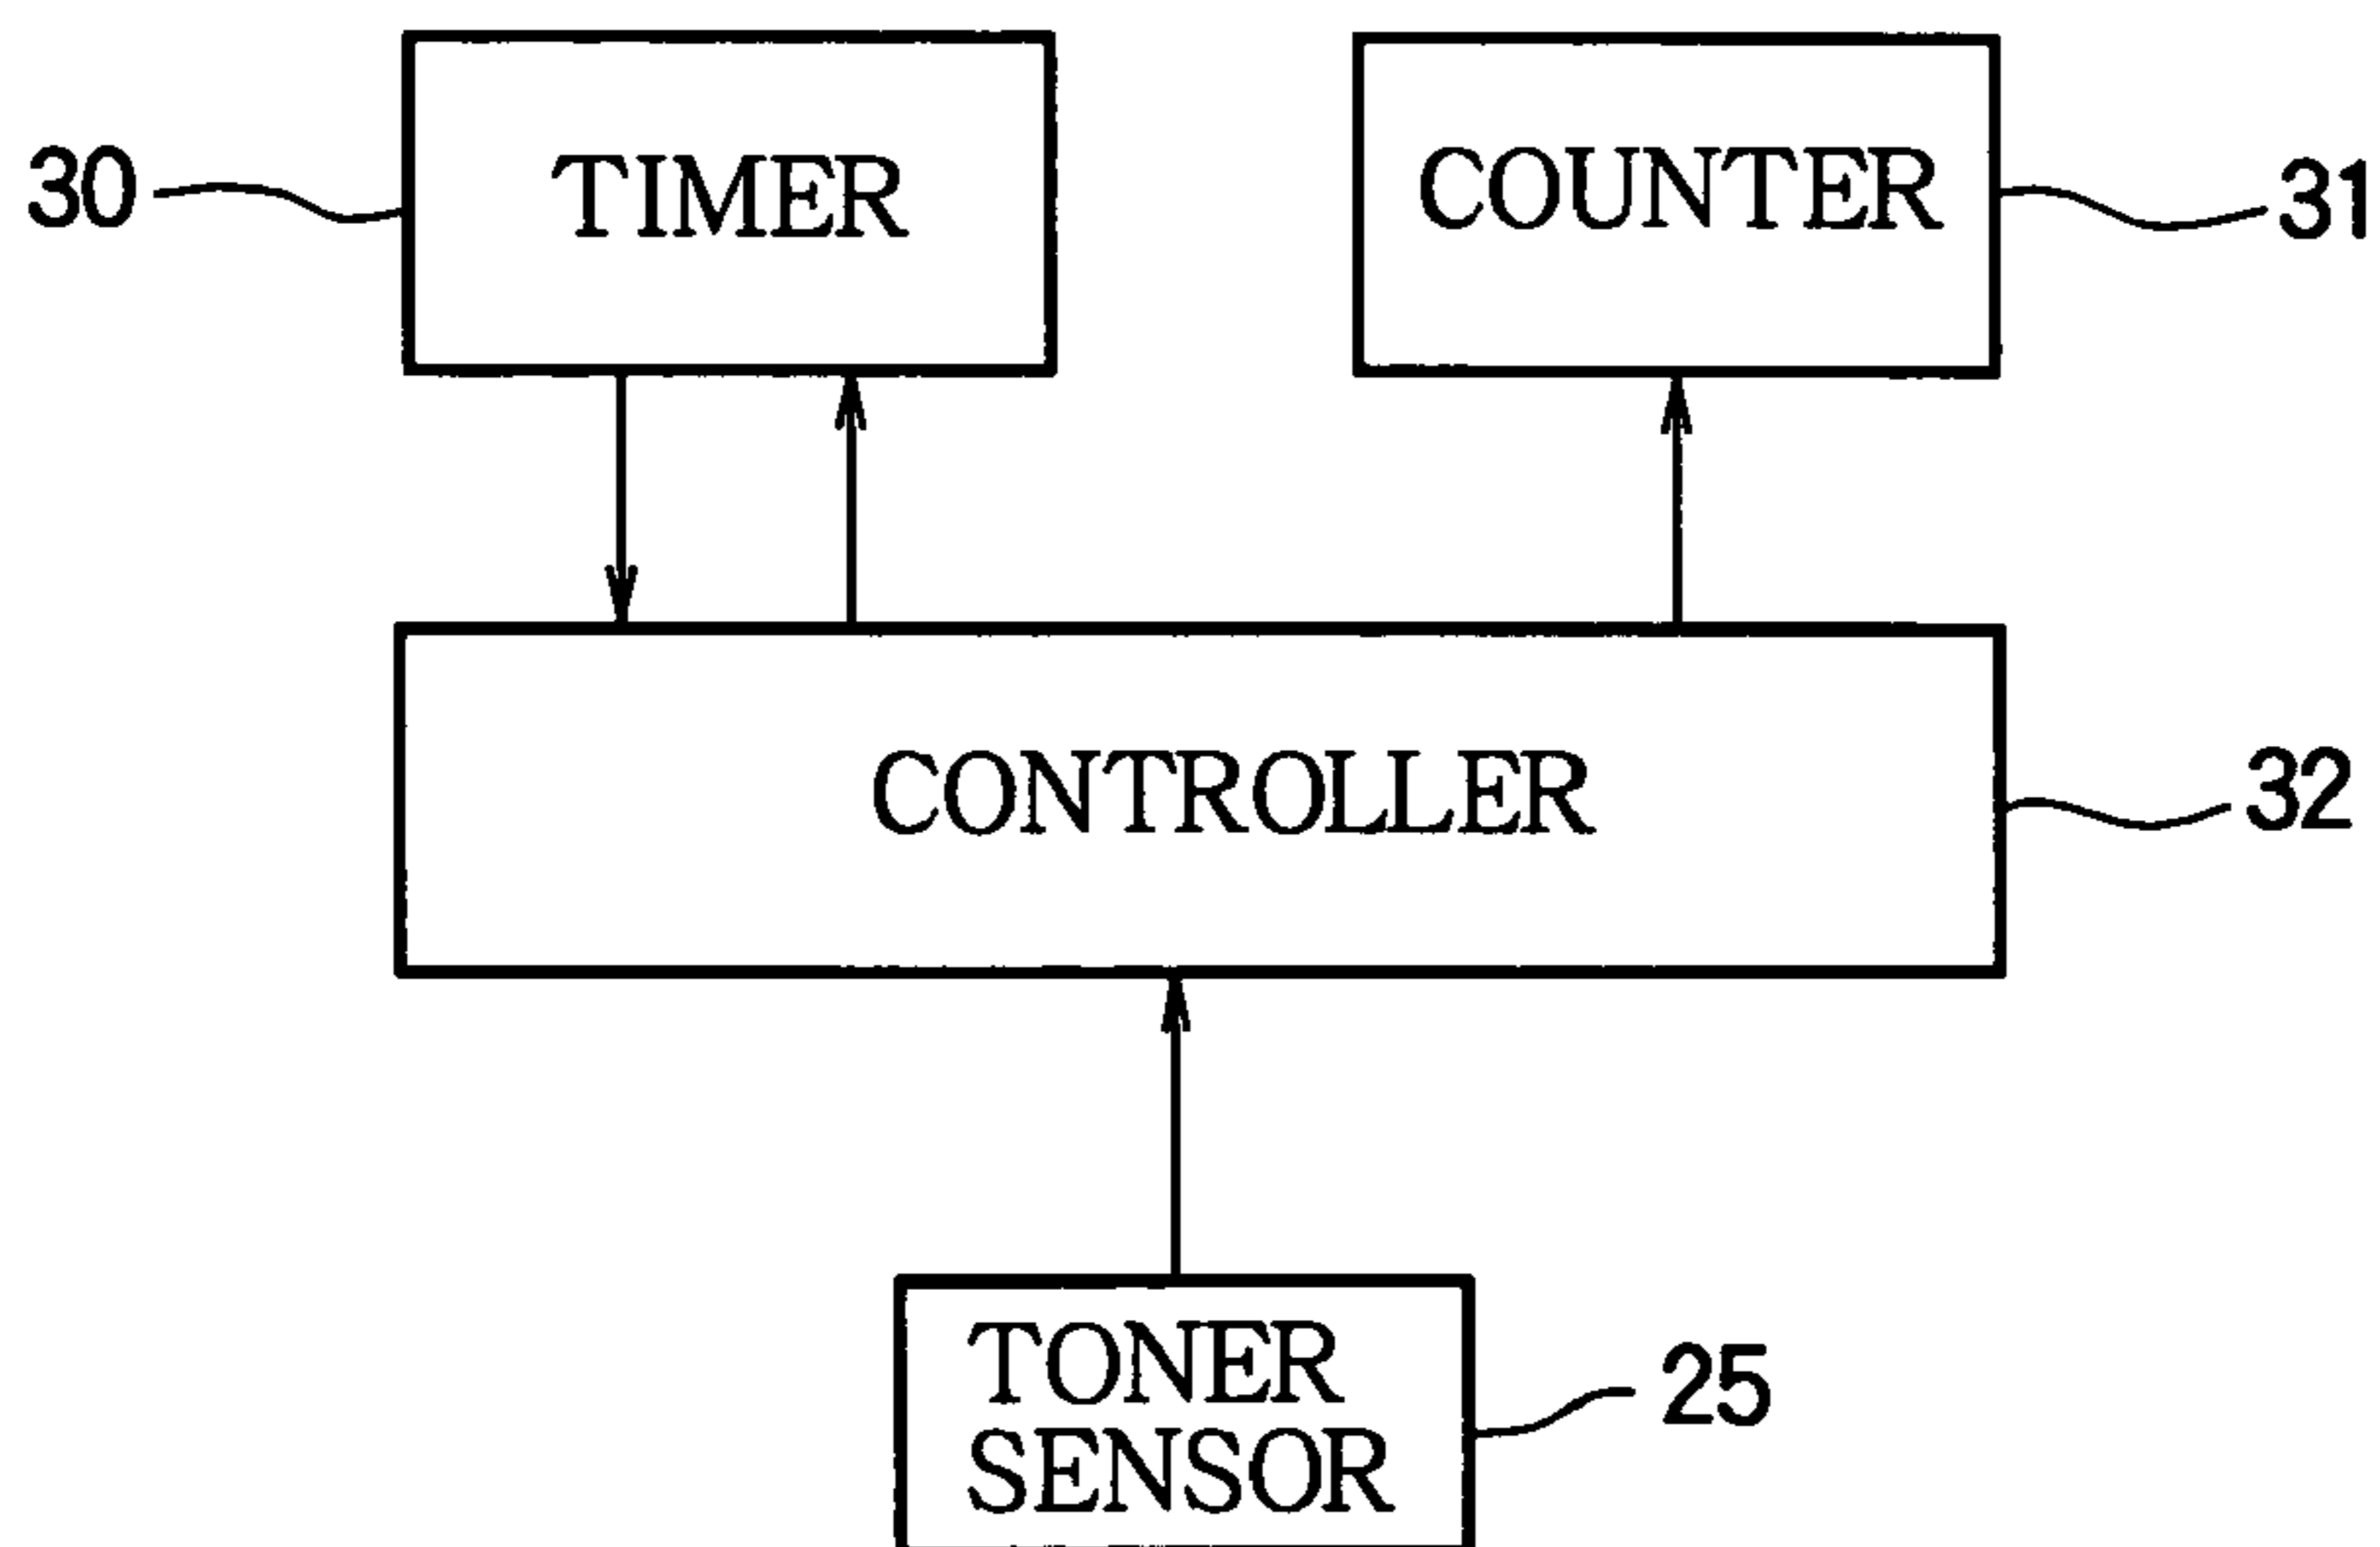 30
TIMER
COUNTER
31
CONTROLLER
32
TONER
SENSOR
25